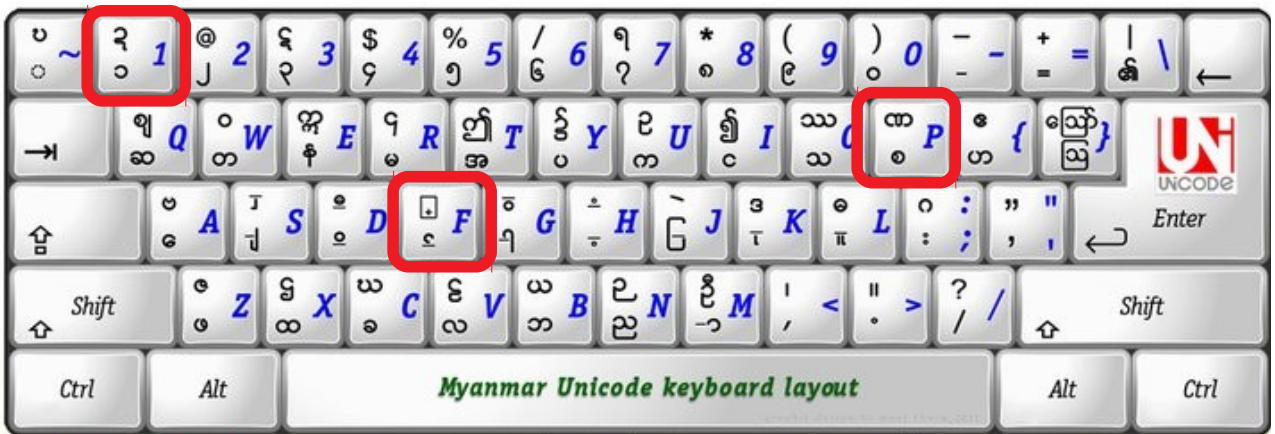 ~ ဍ ၁ 1 @ ၂ 2 ၃ 3 $ ၄ 4 % ၅ 5 / ၆ 6 ရ ၇ 7 * ၈ 8 ( ၉ 9 ) ၀ 0 — - - + = = | ၏ \
ဈ ဆ Q ဝ တ W ဣ န E ၎ မ R ဤ အ T ၌ ပ Y ဥ က U ၍ င I ဿ သ O ဏ စ P ဧ ဟ { ဪ ဩ } UNi
UNiCODe
ဗ ေ A ှ ျ S ီ ိ D ္ ် F ွ ါ G ံ ့ H ဲ ြ J ဒ ု K ဓ ူ L ဂ း : ; ” ’ " ' Enter
Shift ဇ ဖ Z ဌ ထ X ဃ ခ C ဠ လ V ယ ဘ B ဉ ည N ဦ ာ M ၊ , < ။ . > ? / / Shift
Ctrl Alt Myanmar Unicode keyboard layout Alt Ctrl